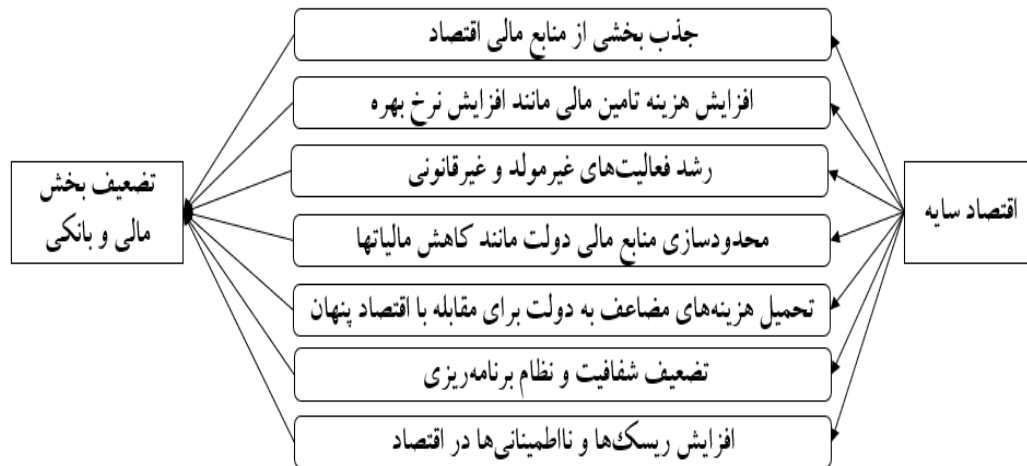 اقتصاد سایه
جذب بخشی از منابع مالی اقتصاد
افزایش هزینه تامین مالی مانند افزایش نرخ بهره
رشد فعالیت‌های غیرمولد و غیرقانونی
محدودسازی منابع مالی دولت مانند کاهش مالیاتها
تحمیل هزینه‌های مضاعف به دولت برای مقابله با اقتصاد پنهان
تضعیف شفافیت و نظام برنامه‌ریزی
افزایش ریسک‌ها و نااطمینانی‌ها در اقتصاد
تضعیف بخش
مالی و بانکی